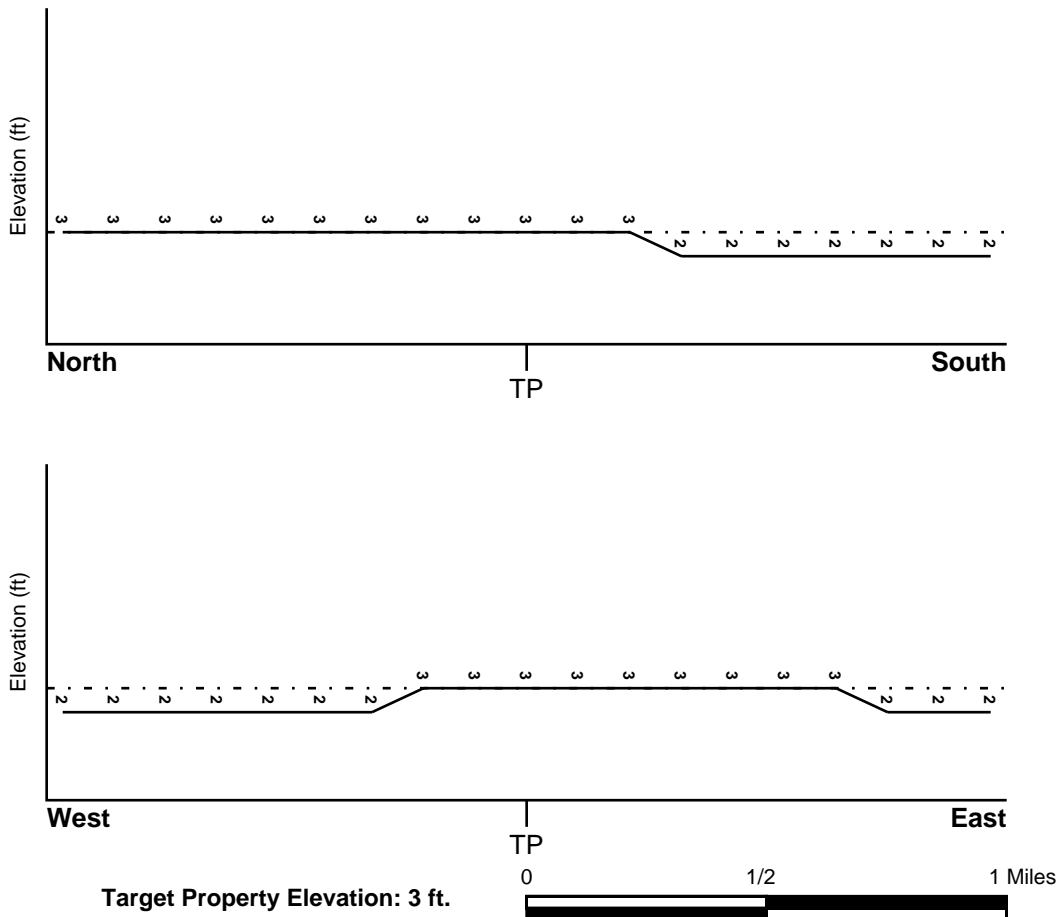 Elevation (ft)
3 3 3 3 3 3 3 3 3 3 3 3 2 2 2 2 2 2 2
North South
TP
Elevation (ft)
2 2 2 2 2 2 2 3 3 3 3 3 3 3 3 3 2 2 2
West East
TP
Target Property Elevation: 3 ft.
0 1/2 1 Miles